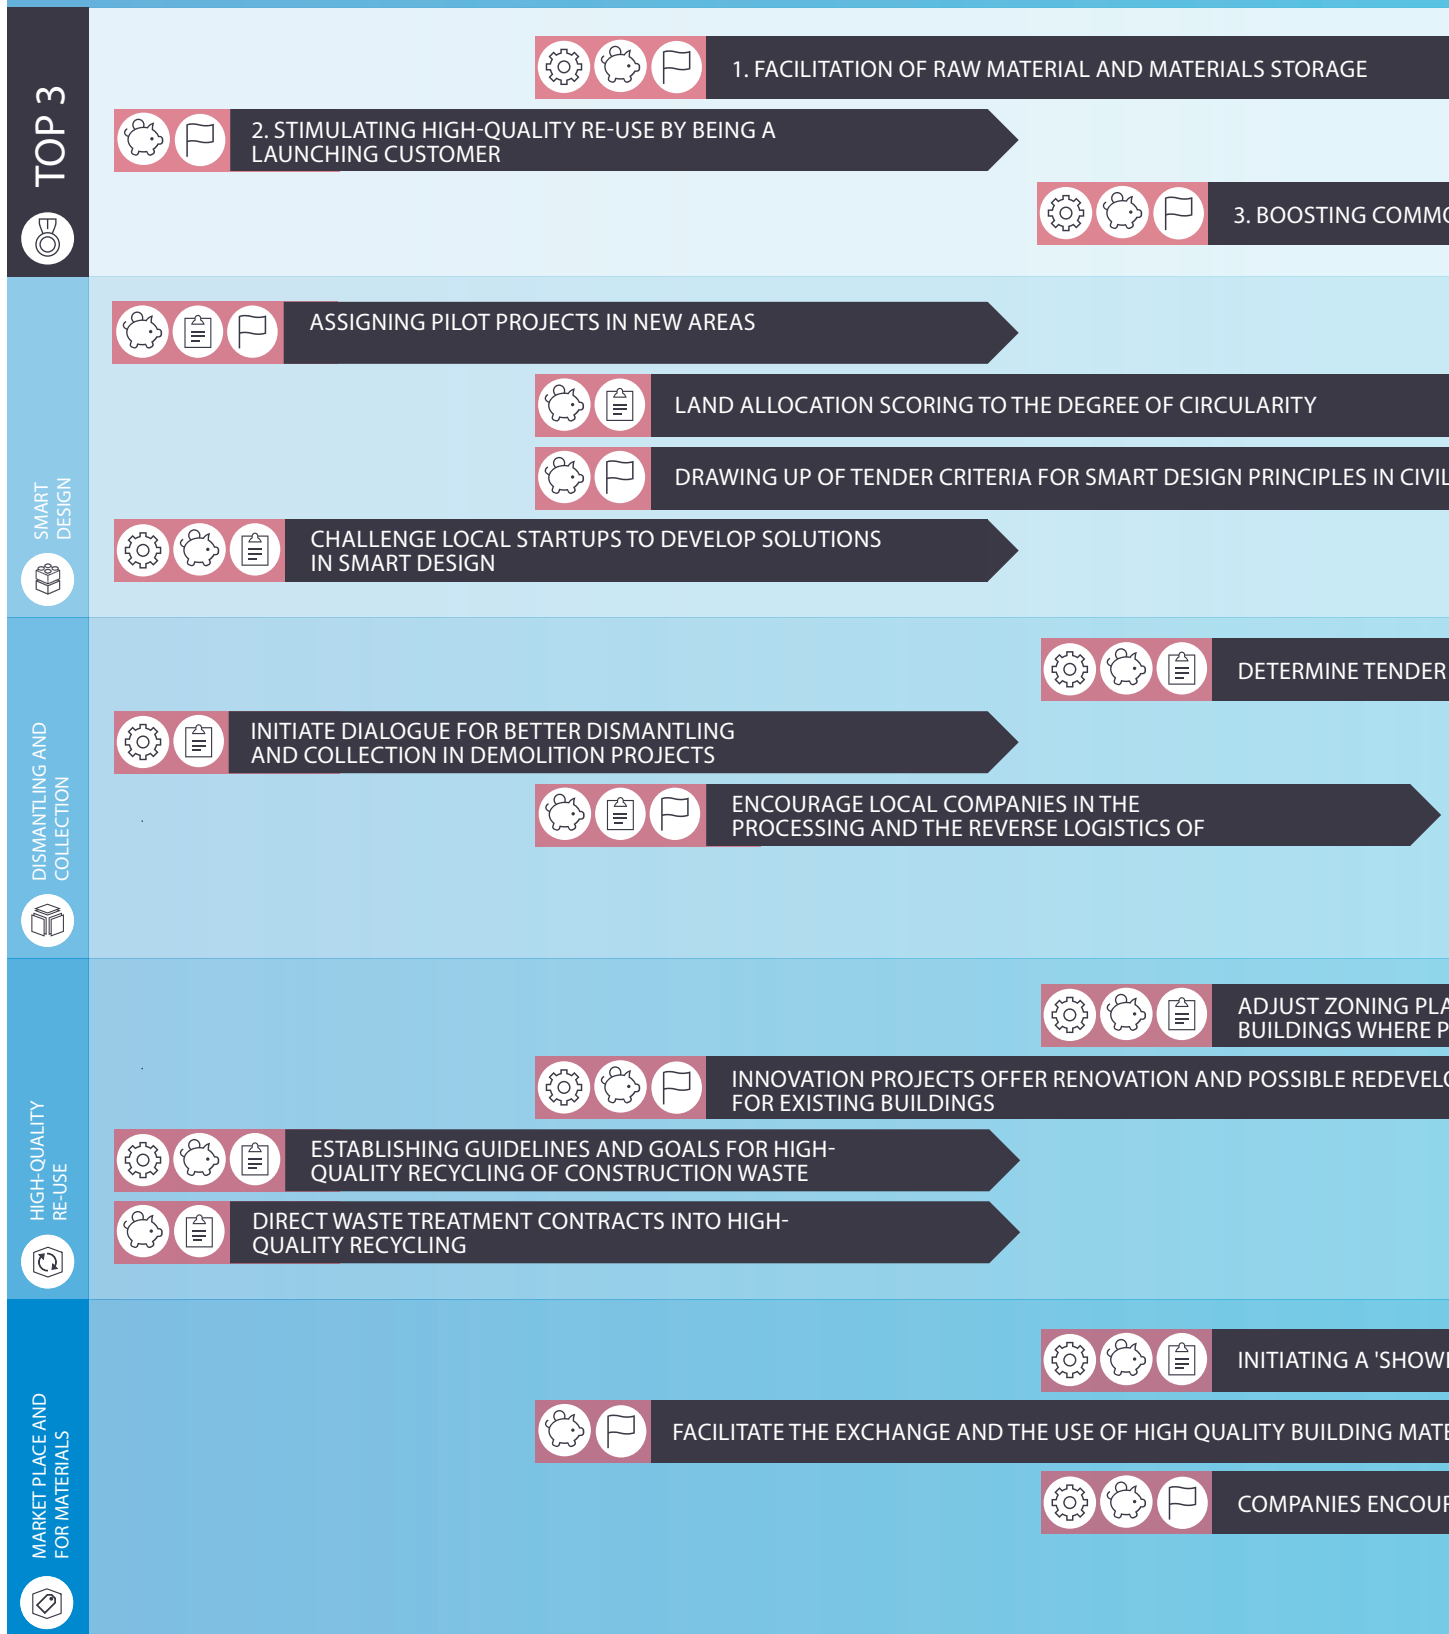 TOP 3
1. FACILITATION OF RAW MATERIAL AND MATERIALS STORAGE
2. STIMULATING HIGH-QUALITY RE-USE BY BEING A
LAUNCHING CUSTOMER
3. BOOSTING COMMO
SMART
DESIGN
ASSIGNING PILOT PROJECTS IN NEW AREAS
LAND ALLOCATION SCORING TO THE DEGREE OF CIRCULARITY
DRAWING UP OF TENDER CRITERIA FOR SMART DESIGN PRINCIPLES IN CIVIL
CHALLENGE LOCAL STARTUPS TO DEVELOP SOLUTIONS
IN SMART DESIGN
DISMANTLING AND
COLLECTION
DETERMINE TENDER
INITIATE DIALOGUE FOR BETTER DISMANTLING
AND COLLECTION IN DEMOLITION PROJECTS
ENCOURAGE LOCAL COMPANIES IN THE
PROCESSING AND THE REVERSE LOGISTICS OF
HIGH-QUALITY
RE-USE
ADJUST ZONING PLA
BUILDINGS WHERE P
INNOVATION PROJECTS OFFER RENOVATION AND POSSIBLE REDEVELO
FOR EXISTING BUILDINGS
ESTABLISHING GUIDELINES AND GOALS FOR HIGH-
QUALITY RECYCLING OF CONSTRUCTION WASTE
DIRECT WASTE TREATMENT CONTRACTS INTO HIGH-
QUALITY RECYCLING
MARKET PLACE AND
FOR MATERIALS
INITIATING A 'SHOW
FACILITATE THE EXCHANGE AND THE USE OF HIGH QUALITY BUILDING MATE
COMPANIES ENCOUR